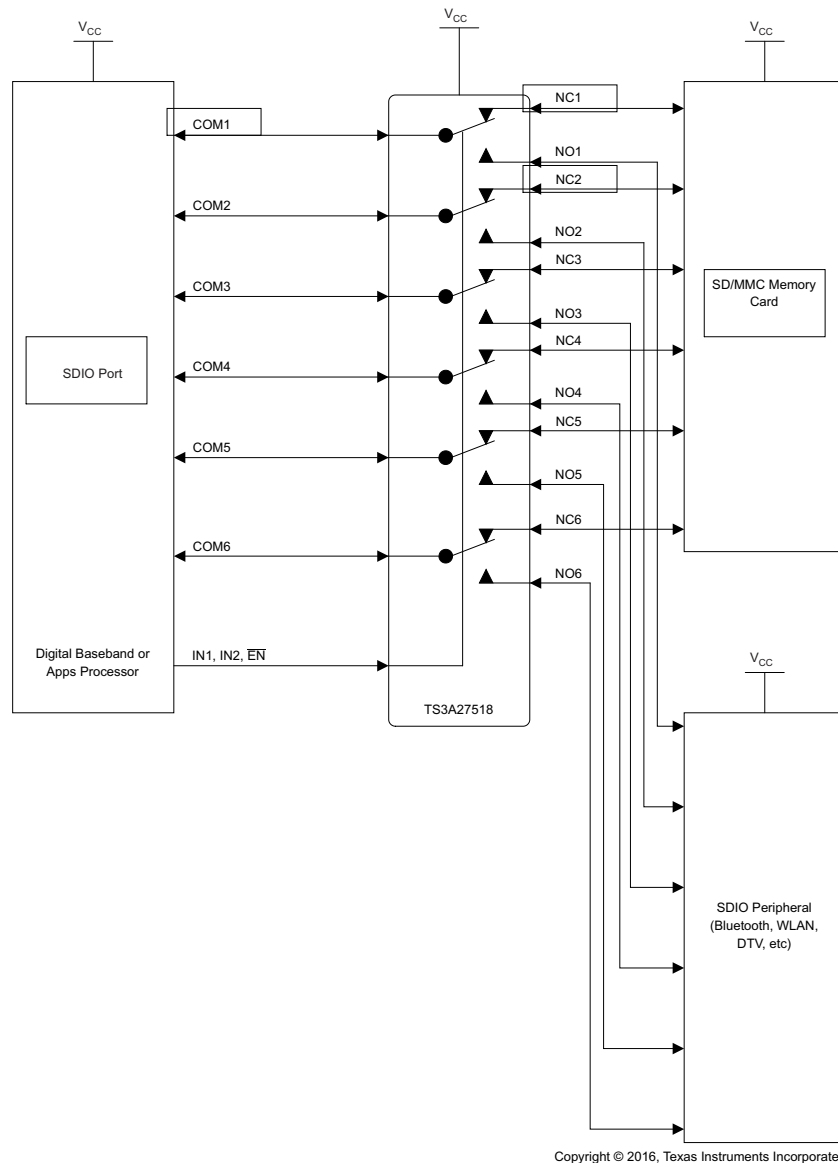 VCC
VCC
VCC
COM1
NC1
NO1
NC2
COM2
NO2
NC3
COM3
SD/MMC Memory
Card
NO3
NC4
SDIO Port
COM4
NO4
NC5
COM5
NO5
NC6
COM6
NO6
Digital Baseband or
Apps Processor
IN1, IN2, E̅N̅
VCC
TS3A27518
SDIO Peripheral
(Bluetooth, WLAN,
DTV, etc)
Copyright © 2016, Texas Instruments Incorporate